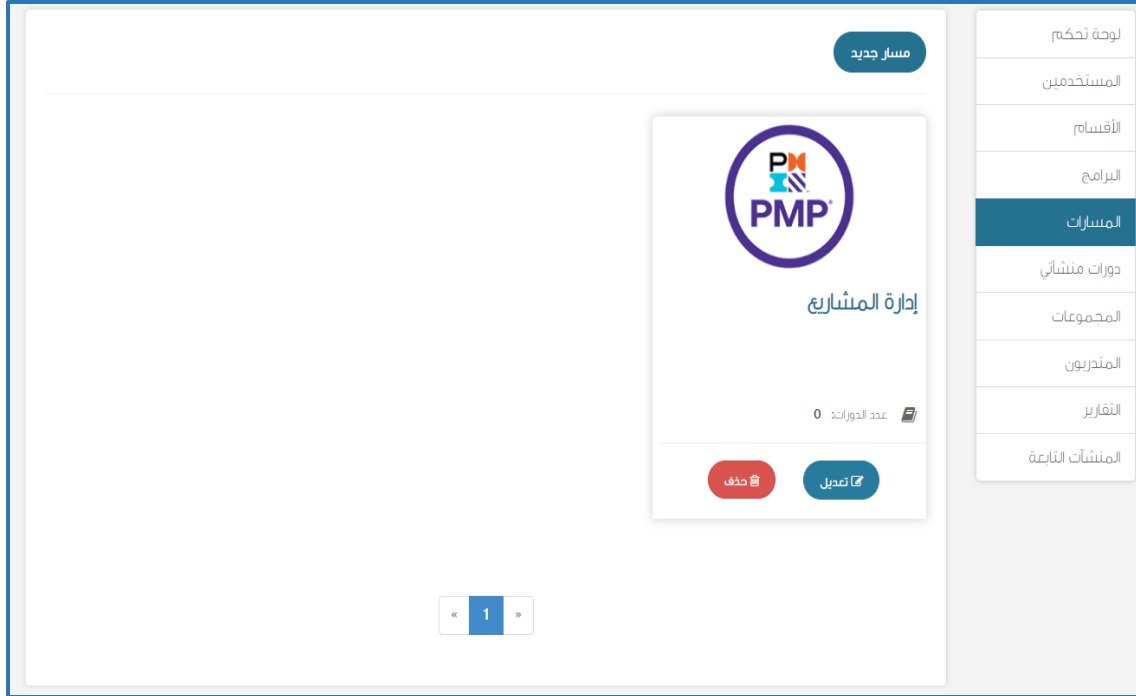 لوحة تحكم
المستخدمين
الأقسام
البرامج
المسارات
دورات منشأتي
المجموعات
المتدربون
التقارير
المنشآت التابعة
مسار جديد
PM
PMP
إدارة المشاريع
عدد الدورات: 0
تعديل
حذف
« 1 »